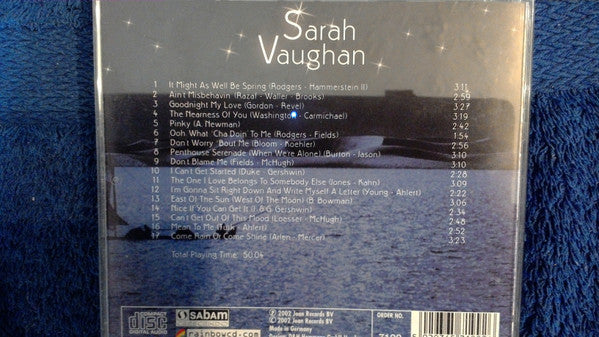 Sarah
Vaughan
1 It Might As Well Be Spring (Rodgers - Hammerstein II) 3:11
2 Ain't Misbehavin (Razaf - Waller - Brooks) 2:59
3 Goodnight My Love (Gordon - Revel) 3:27
4 The Nearness Of You (Washington - Carmichael) 3:19
5 Pinky (A. Newman) 2:42
6 Ooh, What 'Cha Doin' To Me (Rodgers - Fields) 1:54
7 Don't Worry 'Bout Me (Bloom - Koehler) 2:56
8 Penthouse Serenade (When We're Alone) (Burton - Jason) 3:10
9 Don't Blame Me (Fields - McHugh) 3:10
10 I Can't Get Started (Duke - Gershwin)
11 The One I Love Belongs To Somebody Else (Jones - Kahn) 3:09
12 I'm Gonna Sit Right Down And Write Myself A Letter (Young - Ahlert) 2:22
13 East Of The Sun (West Of The Moon) (B. Bowman) 3:06
14 Nice If You Can Get It (I. & G. Gershwin) 2:34
15 Can't Get Out Of This Mood (Loesser - McHugh) 2:48
16 Mean To Me (Turk - Ahlert) 2:52
17 Come Rain Or Come Shine (Arlen - Mercer) 3:23
Total Playing Time: 50:04
COMPACT
disc
DIGITAL AUDIO
sabam
rainbowcd.com
℗ 2002 Joan Records BV
© 2002 Joan Records BV
Made in Germany
ORDER NO.